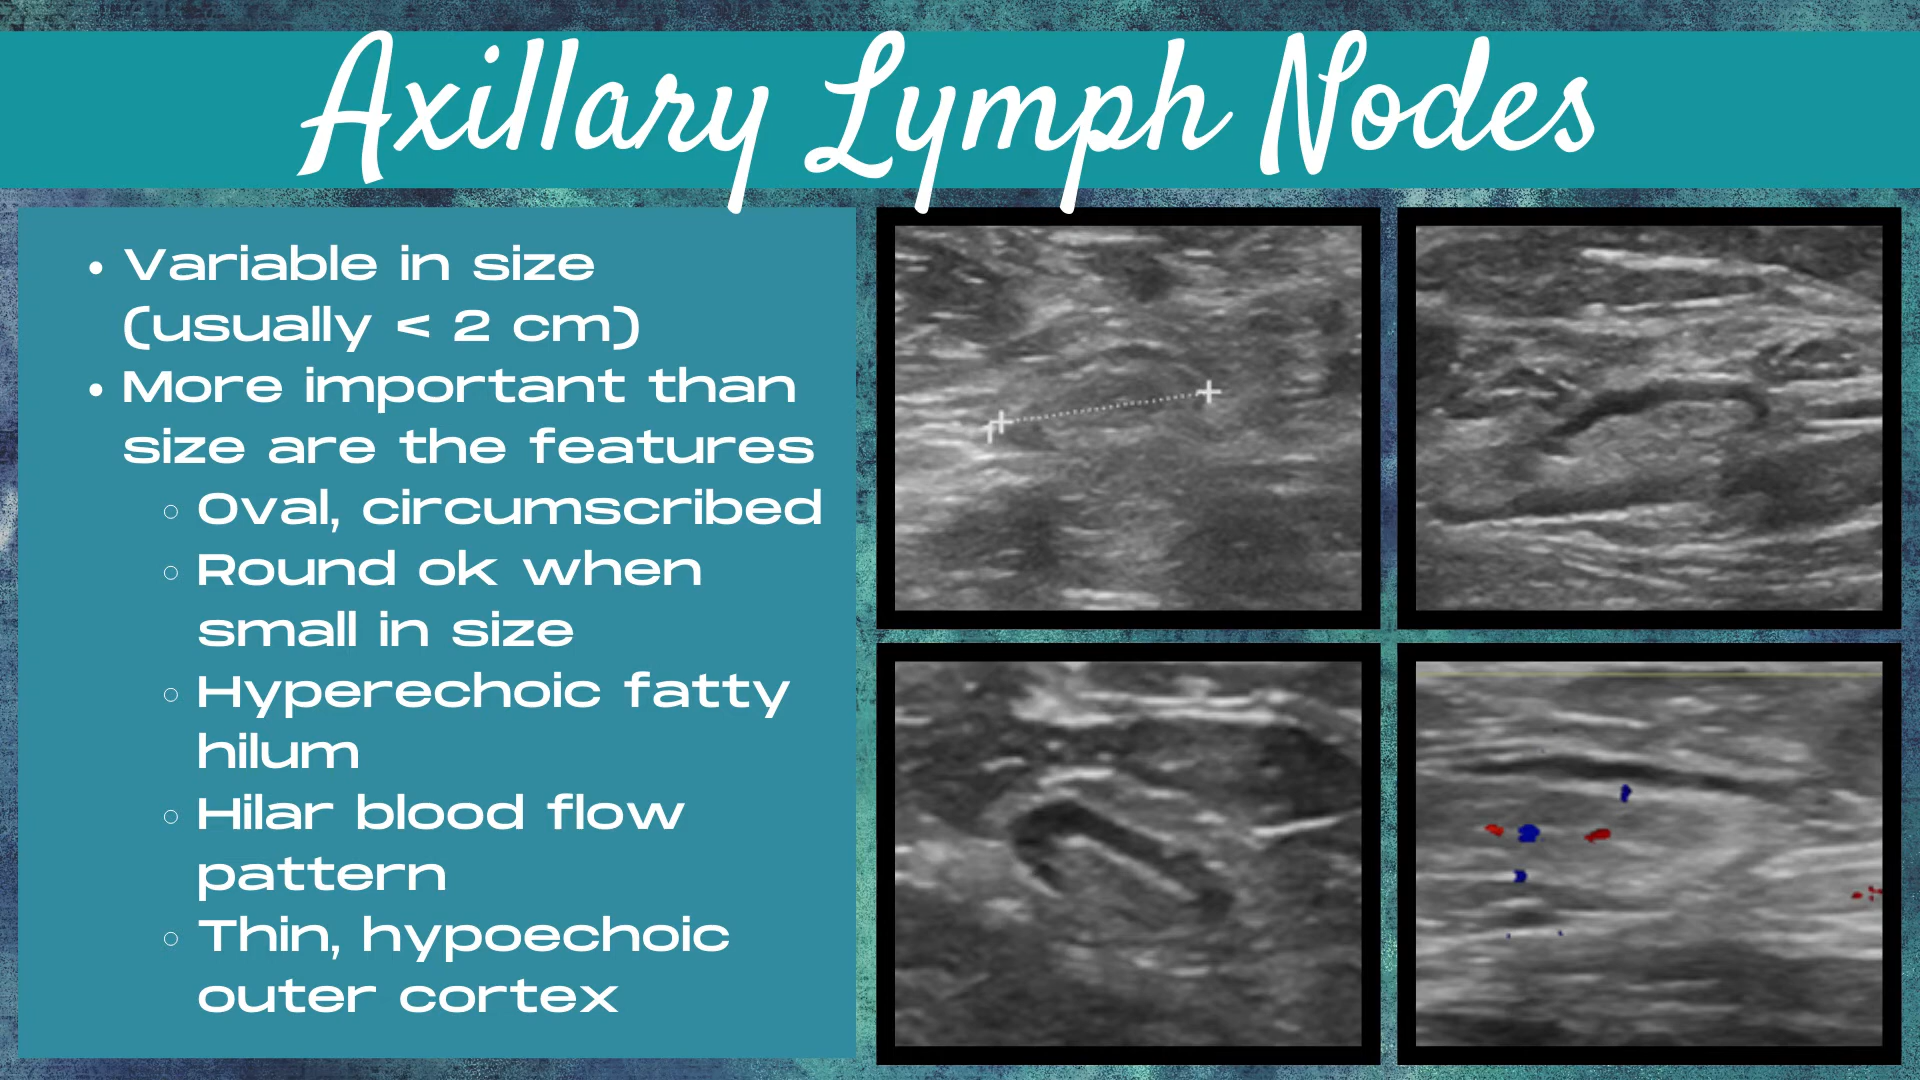 Axillary Lymph Nodes
• Variable in size
(usually < 2 cm)
• More important than
size are the features
○ Oval, circumscribed
○ Round ok when
small in size
○ Hyperechoic fatty
hilum
○ Hilar blood flow
pattern
○ Thin, hypoechoic
outer cortex